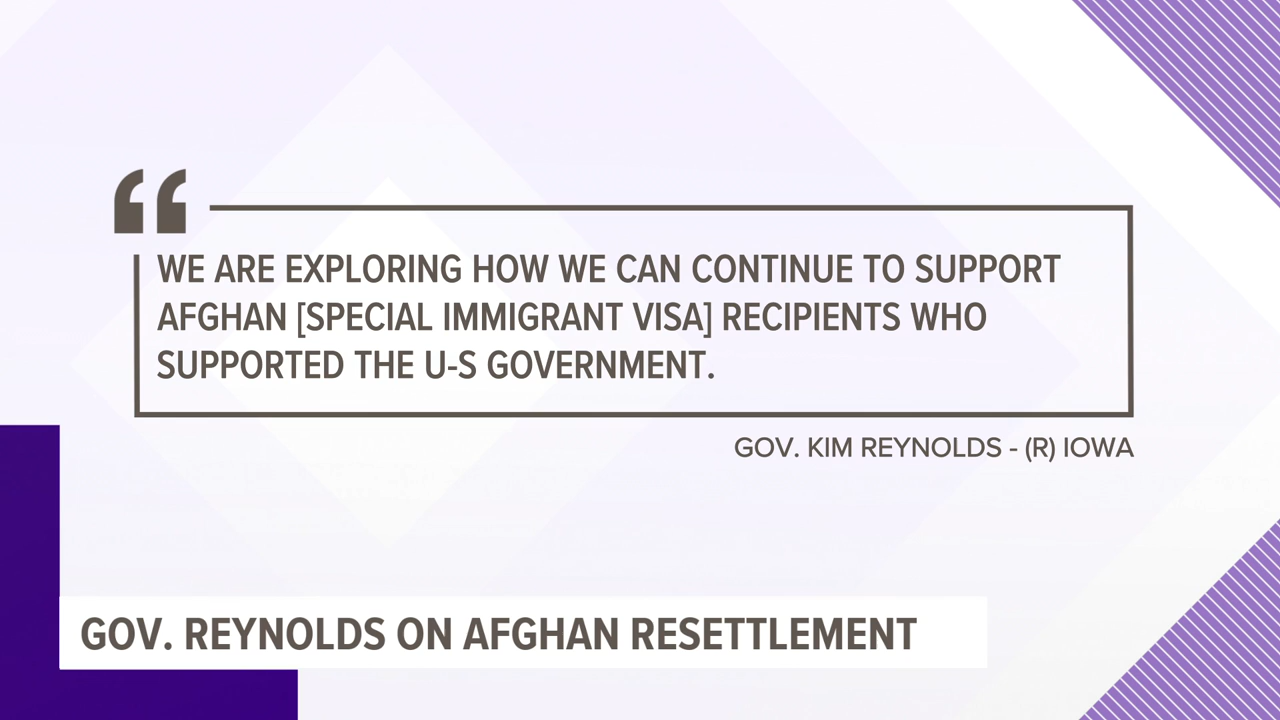 “
WE ARE EXPLORING HOW WE CAN CONTINUE TO SUPPORT
AFGHAN [SPECIAL IMMIGRANT VISA] RECIPIENTS WHO
SUPPORTED THE U-S GOVERNMENT.
GOV. KIM REYNOLDS - (R) IOWA
GOV. REYNOLDS ON AFGHAN RESETTLEMENT